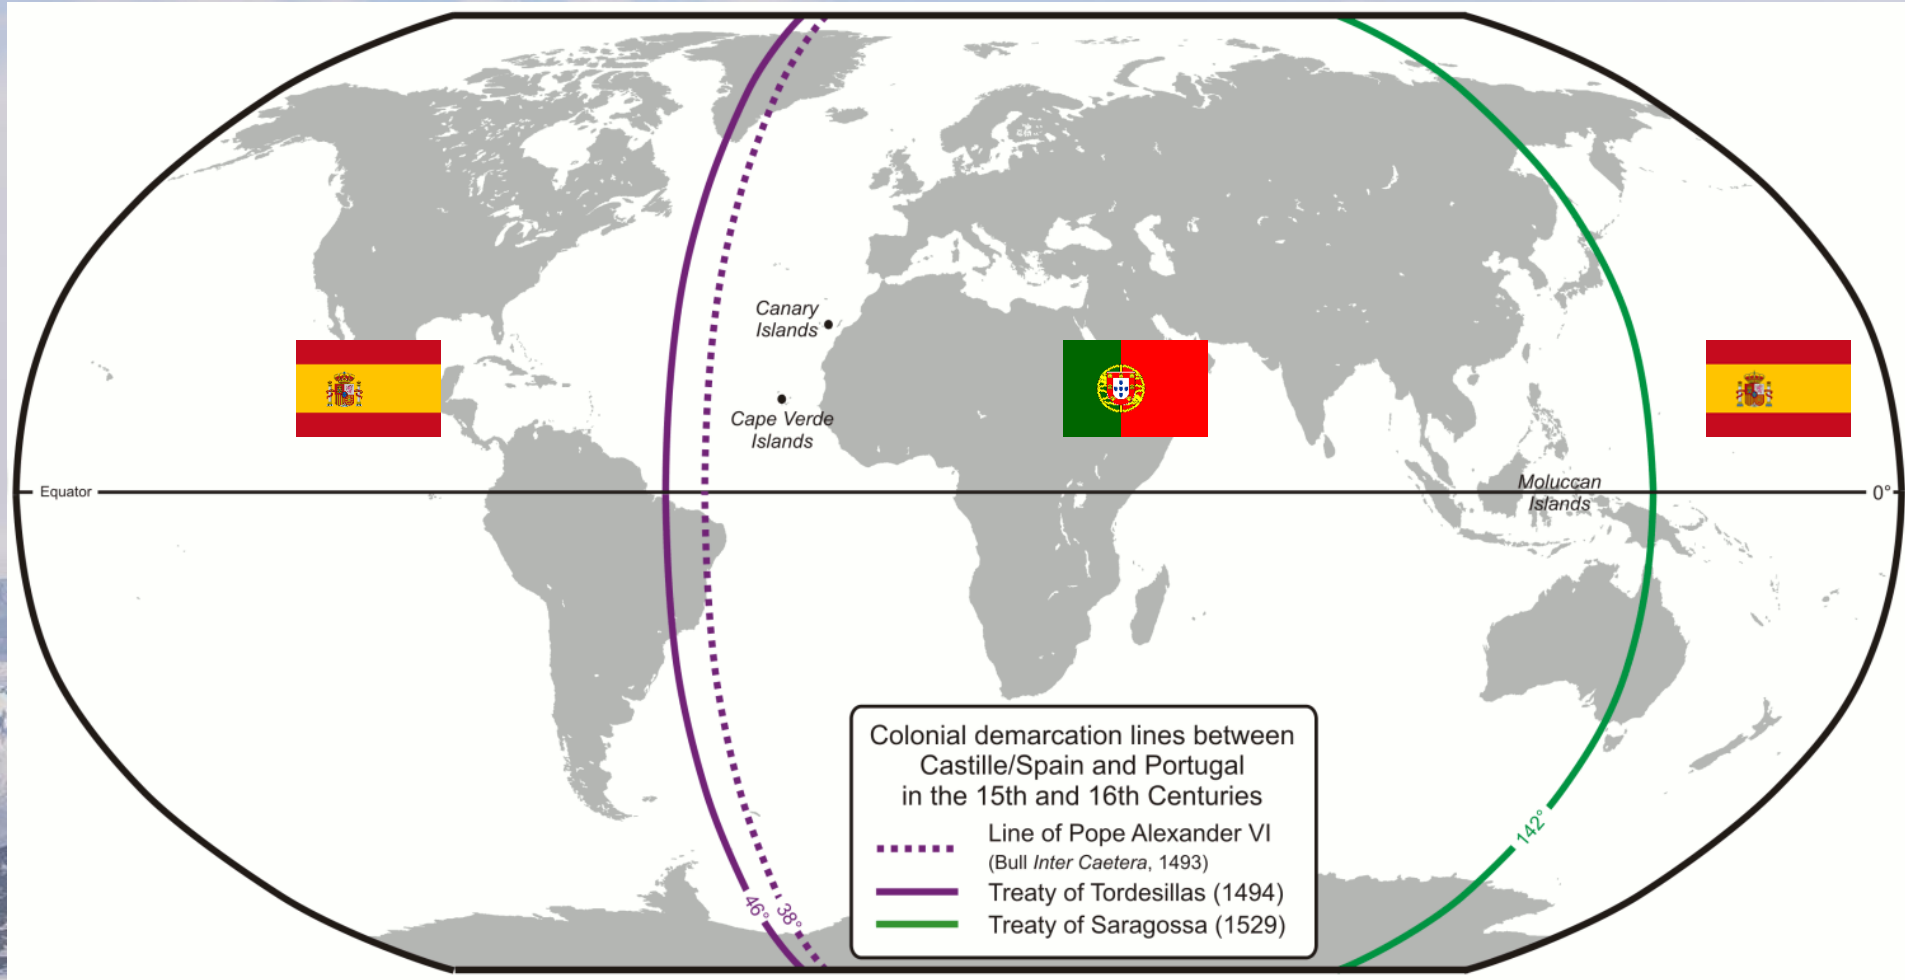 Canary
Islands
Cape Verde
Islands
Equator
0°
Moluccan
Islands
Colonial demarcation lines between
Castille/Spain and Portugal
in the 15th and 16th Centuries
Line of Pope Alexander VI
(Bull Inter Caetera, 1493)
Treaty of Tordesillas (1494)
Treaty of Saragossa (1529)
142°
46°
38°